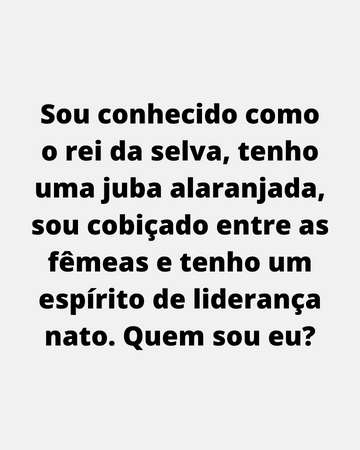 Sou conhecido como
o rei da selva, tenho
uma juba alaranjada,
sou cobiçado entre as
fêmeas e tenho um
espírito de liderança
nato. Quem sou eu?